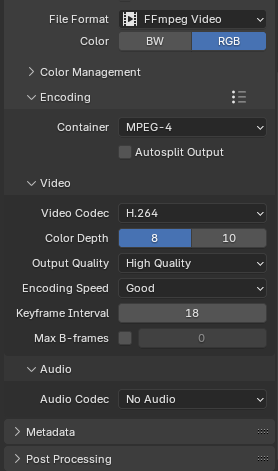 File Format FFmpeg Video
Color BW RGB
Color Management
Encoding
Container MPEG-4
Autosplit Output
Video
Video Codec H.264
Color Depth 8 10
Output Quality High Quality
Encoding Speed Good
Keyframe Interval 18
Max B-frames 0
Audio
Audio Codec No Audio
Metadata
Post Processing